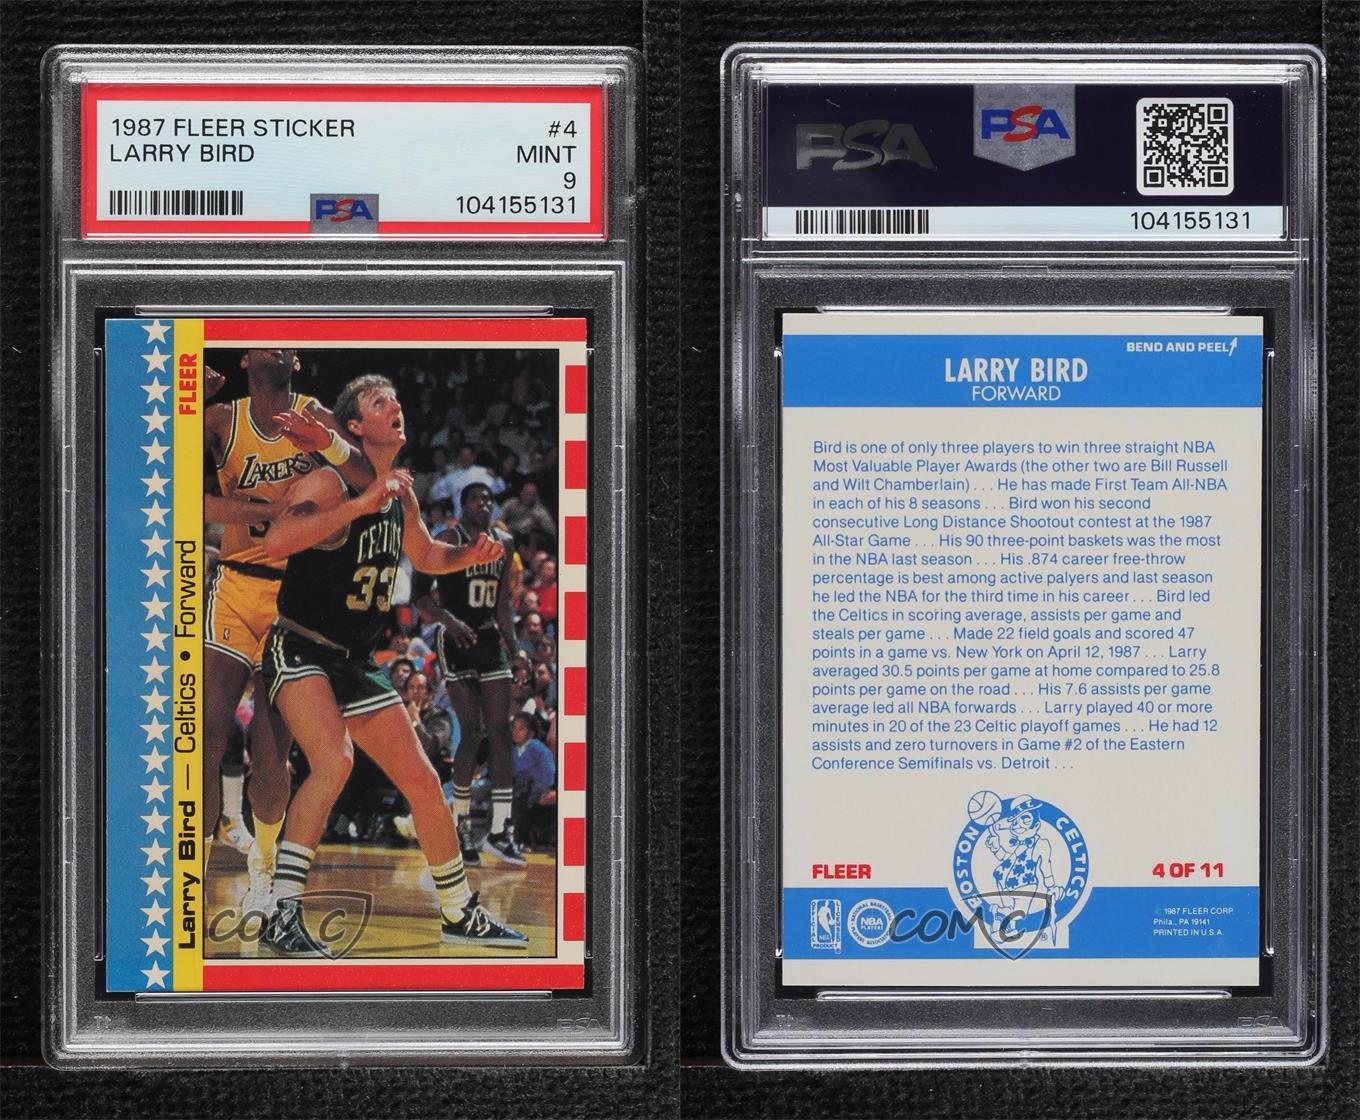 1987 FLEER STICKER #4
LARRY BIRD MINT
9
PSA 104155131
FLEER
Larry Bird — Celtics • Forward
LAKERS
CELTICS
33
CELTICS
00
COMC
PSA
PSA PSA
104155131
BEND AND PEEL
LARRY BIRD
FORWARD
Bird is one of only three players to win three straight NBA
Most Valuable Player Awards (the other two are Bill Russell
and Wilt Chamberlain) . . . He has made First Team All-NBA
in each of his 8 seasons . . . Bird won his second
consecutive Long Distance Shootout contest at the 1987
All-Star Game . . . His 90 three-point baskets was the most
in the NBA last season . . . His .874 career free-throw
percentage is best among active palyers and last season
he led the NBA for the third time in his career . . . Bird led
the Celtics in scoring average, assists per game and
steals per game . . . Made 22 field goals and scored 47
points in a game vs. New York on April 12, 1987 . . . Larry
averaged 30.5 points per game at home compared to 25.8
points per game on the road . . . His 7.6 assists per game
average led all NBA forwards . . . Larry played 40 or more
minutes in 20 of the 23 Celtic playoff games . . . He had 12
assists and zero turnovers in Game #2 of the Eastern
Conference Semifinals vs. Detroit . . .
BOSTON CELTICS
FLEER 4 OF 11
NBA
PRODUCT
NATIONAL BASKETBALL
NBA
PLAYERS
COMC
®
© 1987 FLEER CORP.
Phila., PA 19141
PRINTED IN U.S.A.
PSA